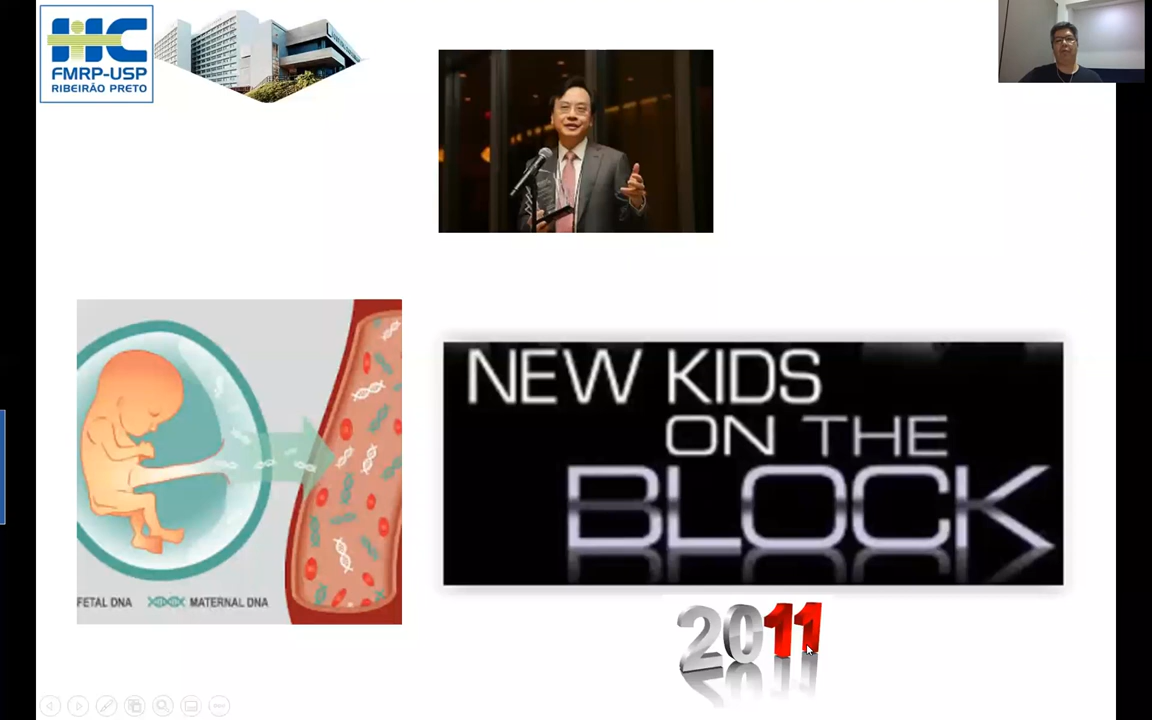 HC
FMRP-USP
RIBEIRÃO PRETO
FETAL DNA
MATERNAL DNA
NEW KIDS
ON THE
BLOCK
2011